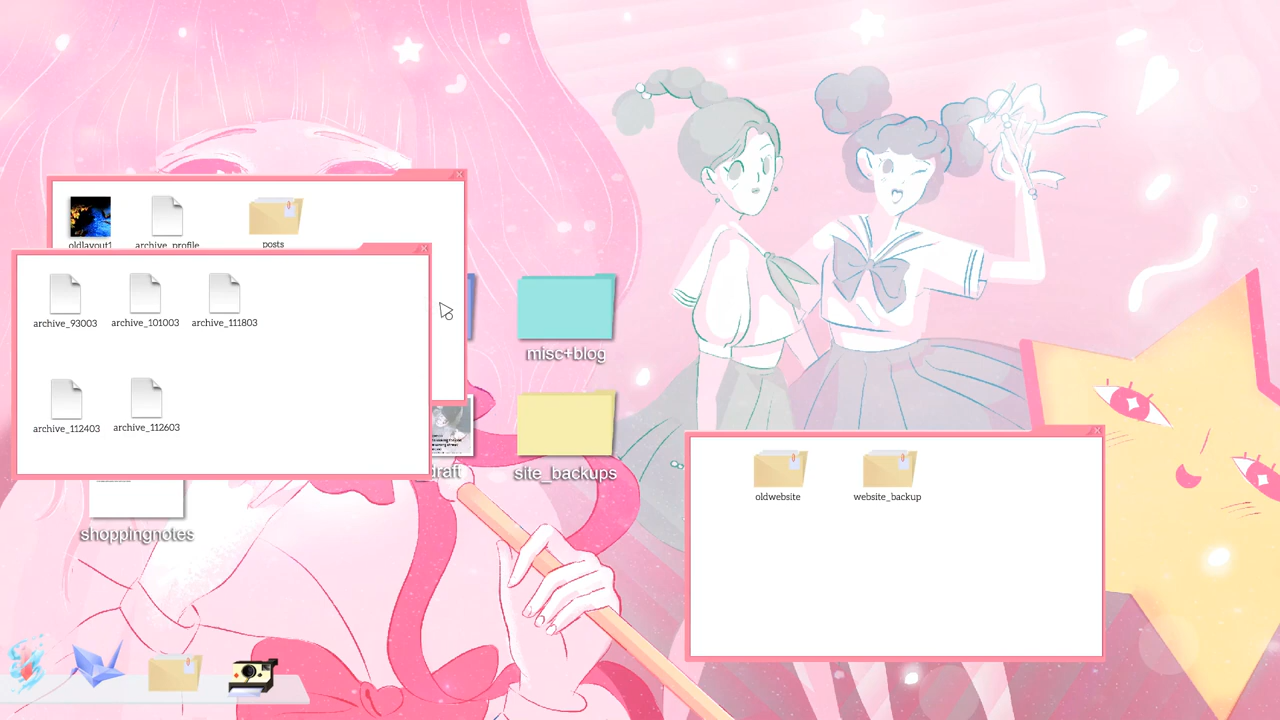 oldlayout1
archive_profile
posts
archive_93003
archive_101003
archive_111803
archive_112403
archive_112603
misc+blog
draft
site_backups
shoppingnotes
oldwebsite
website_backup